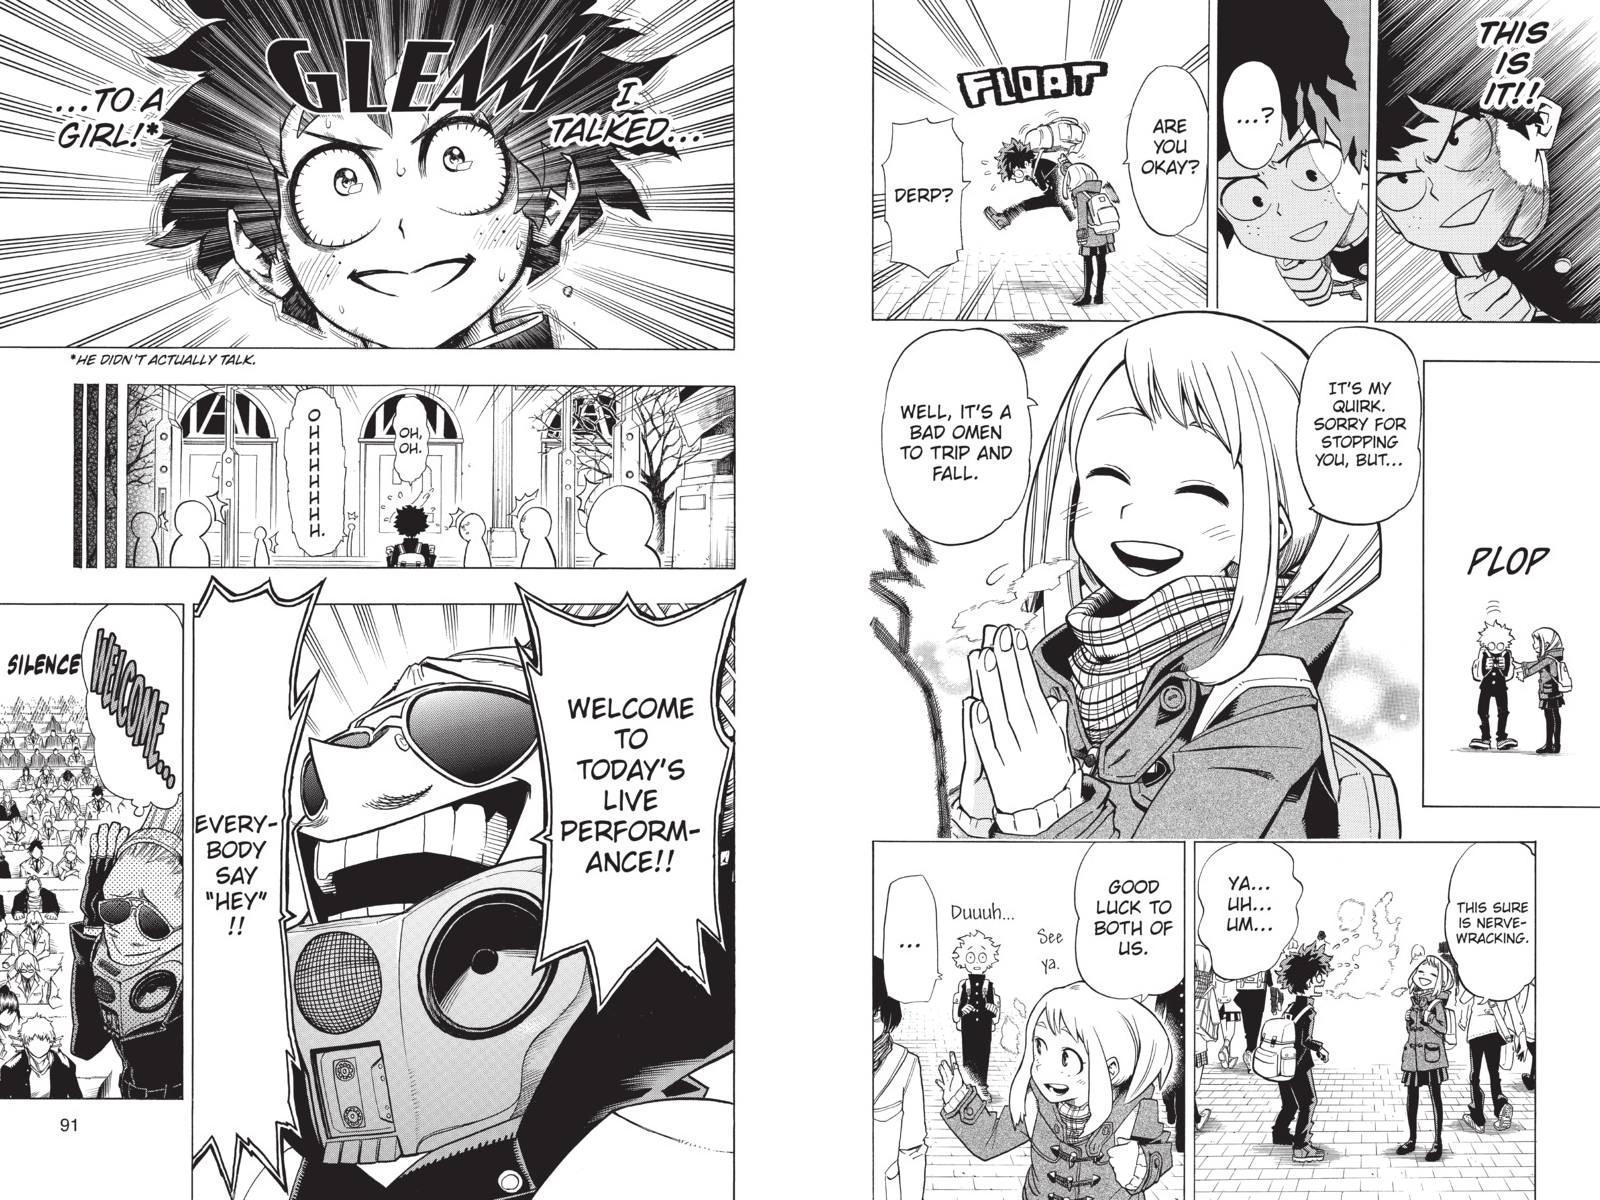 THIS
IS
IT!!
...?
ARE
YOU
OKAY?
FLOAT
DERP?
PLOP
IT'S MY
QUIRK.
SORRY FOR
STOPPING
YOU, BUT...
WELL, IT'S A
BAD OMEN
TO TRIP AND
FALL.
THIS SURE
IS NERVE-
WRACKING.
YA...
UH...
UM...
GOOD
LUCK TO
BOTH OF
US.
See
ya.
Duuuh...
...
GLEAM
I
TALKED...
...TO A
GIRL!*
*HE DIDN'T ACTUALLY TALK.
OH,
OH.
OHHHHHHH.
WELCOME
TO
TODAY'S
LIVE
PERFORM-
ANCE!!
EVERY-
BODY
SAY
"HEY"
!!
WELCOME...
SILENCE
91